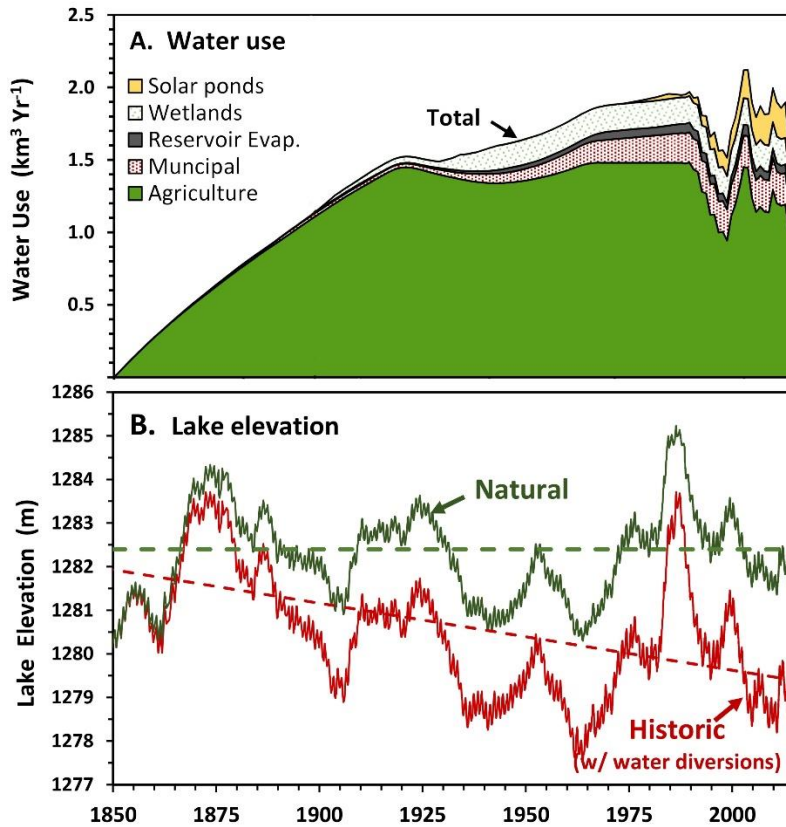 A. Water use
Solar ponds
Wetlands
Reservoir Evap.
Muncipal
Agriculture
Total
Water Use (km³ Yr⁻¹)
2.5
2.0
1.5
1.0
0.5
B. Lake elevation
Natural
Historic
(w/ water diversions)
Lake Elevation (m)
1286
1285
1284
1283
1282
1281
1280
1279
1278
1277
1850 1875 1900 1925 1950 1975 2000